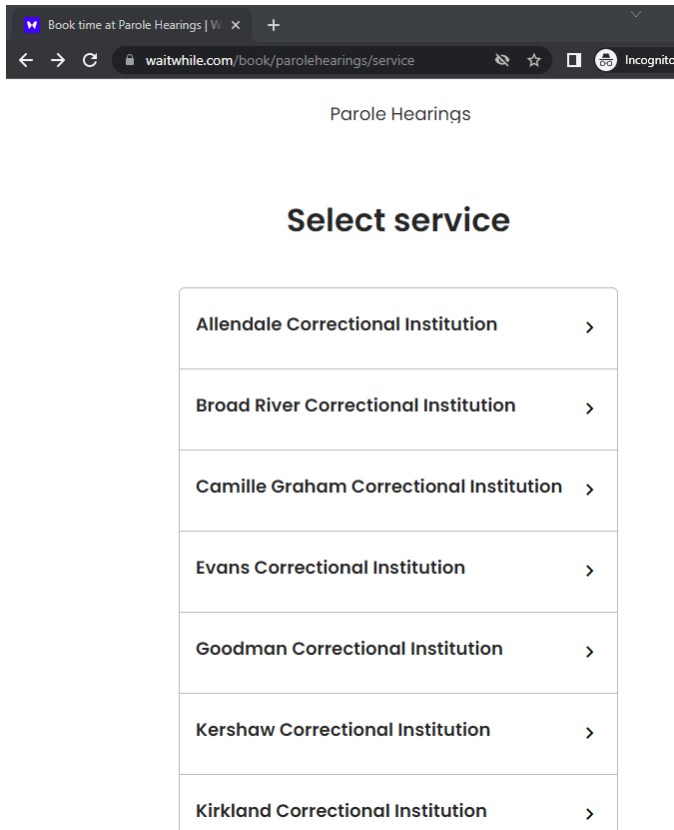 Book time at Parole Hearings | W
waitwhile.com/book/parolehearings/service
Incognito
Parole Hearings
Select service
Allendale Correctional Institution
Broad River Correctional Institution
Camille Graham Correctional Institution
Evans Correctional Institution
Goodman Correctional Institution
Kershaw Correctional Institution
Kirkland Correctional Institution